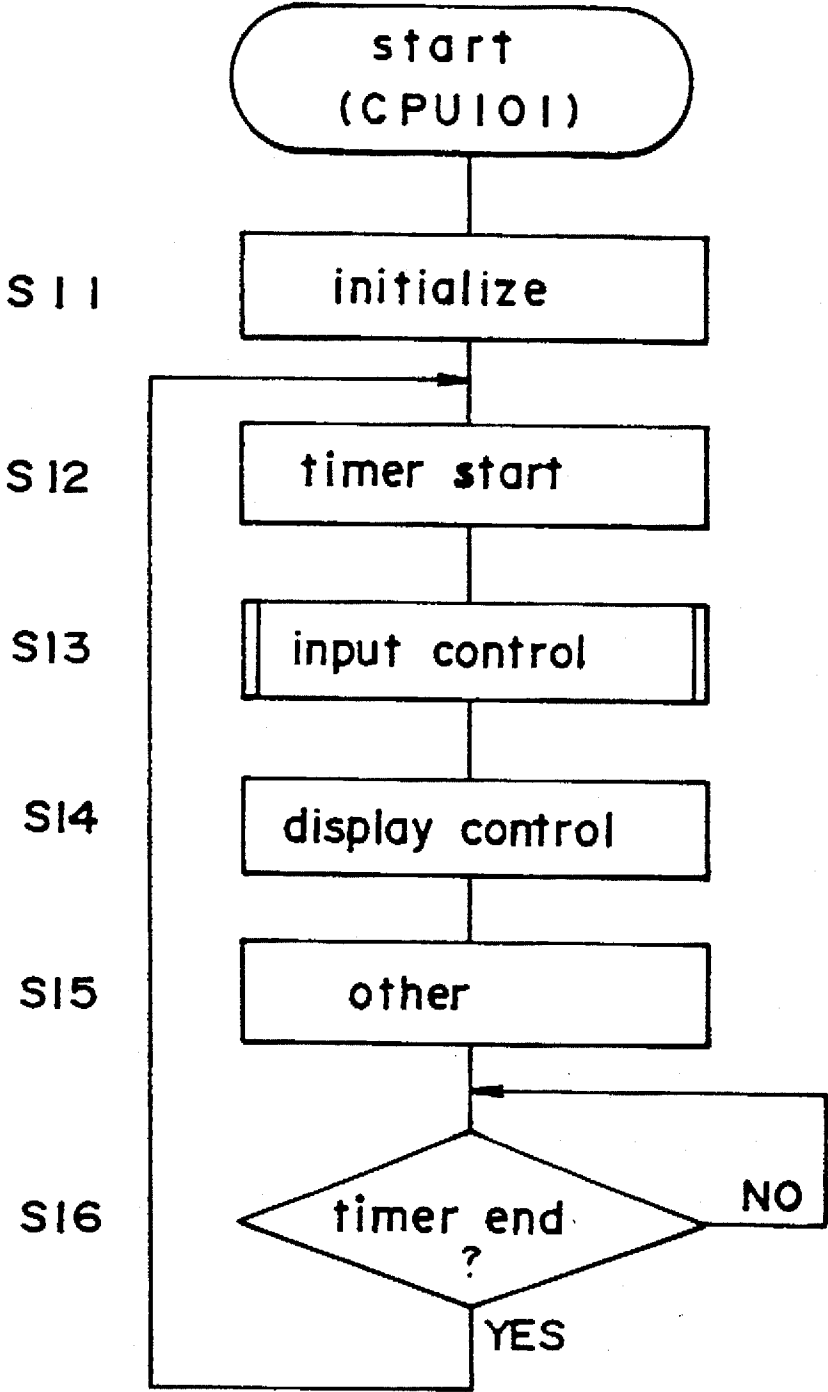 start
(CPU101)
S11
initialize
S12
timer start
S13
input control
S14
display control
S15
other
S16
timer end
?
NO
YES